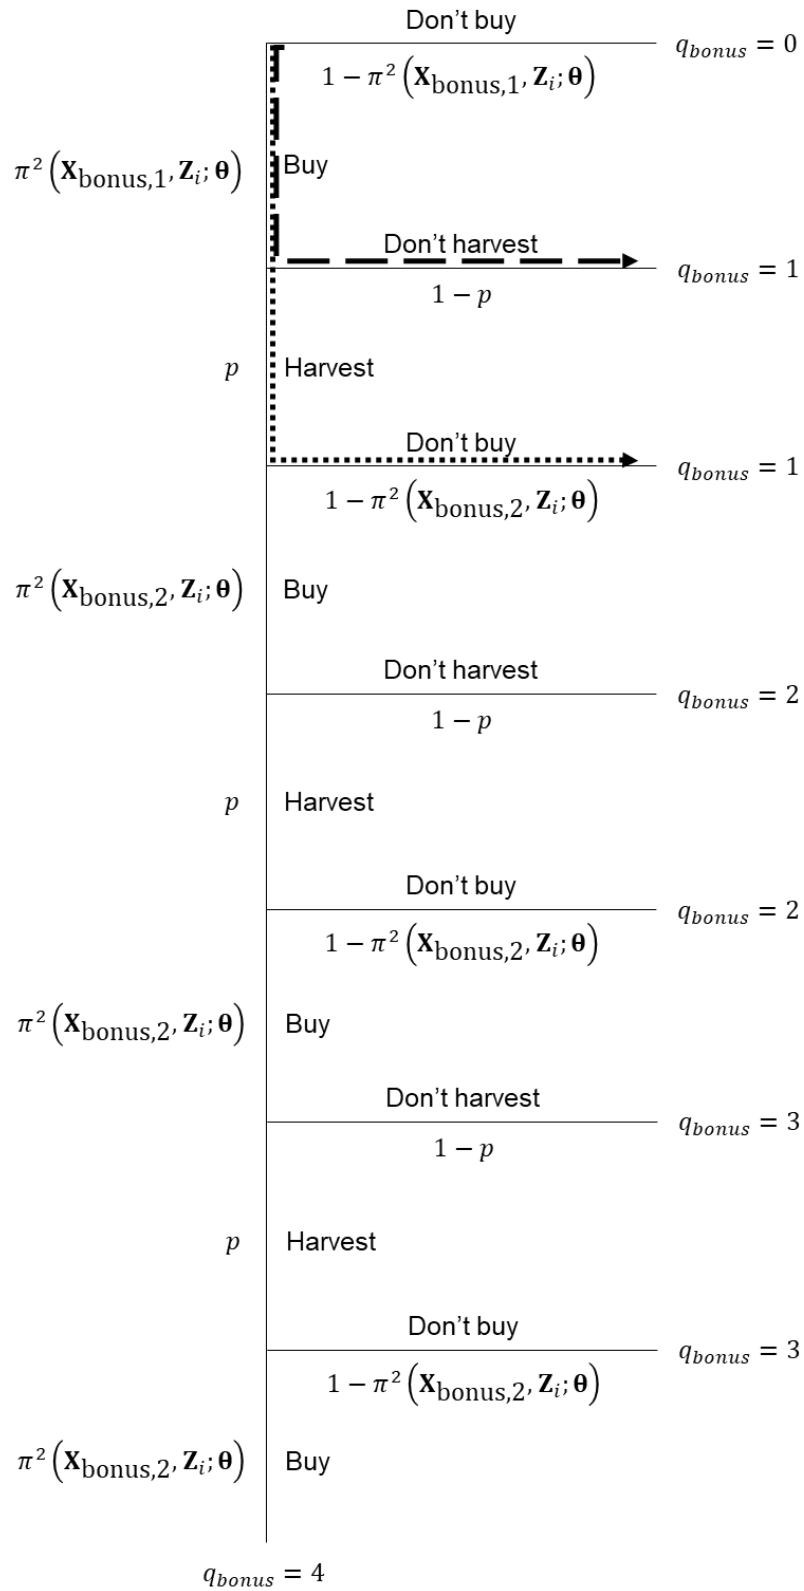 Don't buy
q_bonus = 0
1 − π² (X_bonus,1, Z_i; θ)
π² (X_bonus,1, Z_i; θ) Buy
Don't harvest
q_bonus = 1
1 − p
p Harvest
Don't buy
q_bonus = 1
1 − π² (X_bonus,2, Z_i; θ)
π² (X_bonus,2, Z_i; θ) Buy
Don't harvest
q_bonus = 2
1 − p
p Harvest
Don't buy
q_bonus = 2
1 − π² (X_bonus,2, Z_i; θ)
π² (X_bonus,2, Z_i; θ) Buy
Don't harvest
q_bonus = 3
1 − p
p Harvest
Don't buy
q_bonus = 3
1 − π² (X_bonus,2, Z_i; θ)
π² (X_bonus,2, Z_i; θ) Buy
q_bonus = 4